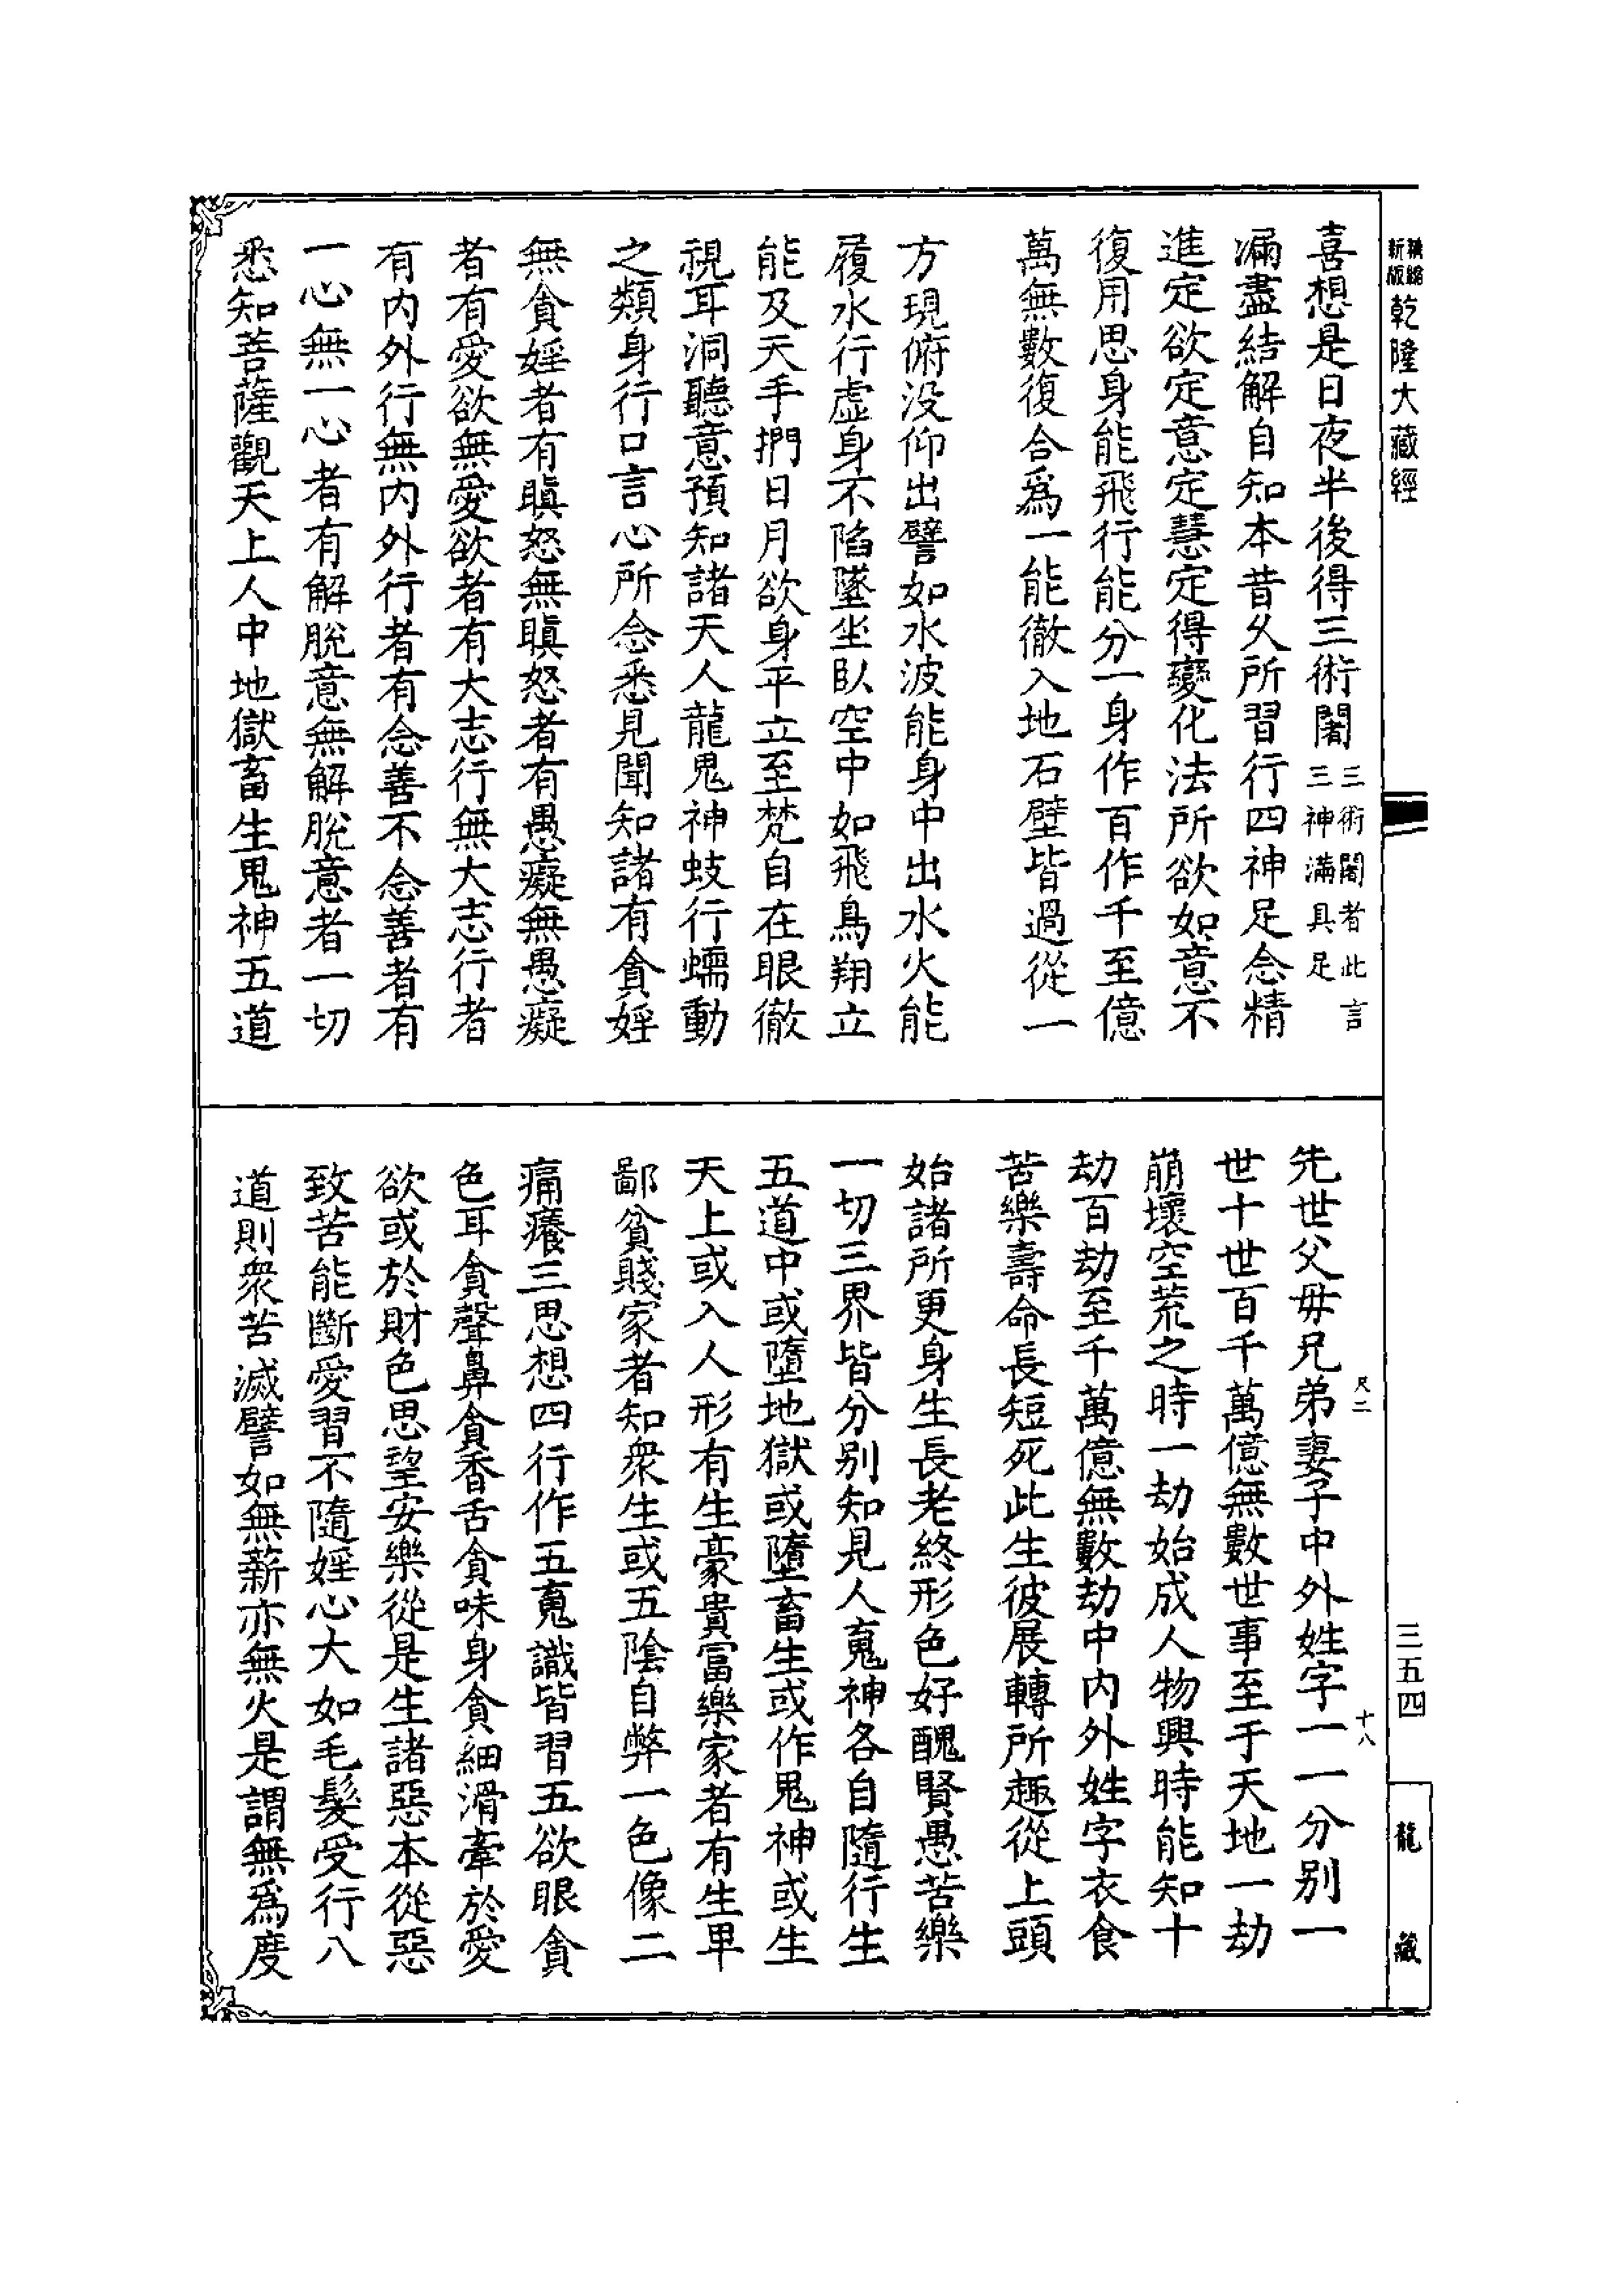 精縮新版乾隆大藏經
喜想是日夜半後得三術闍三術闍者此言三神滿具足
漏盡結解自知本昔久所習行四神足念精
進定欲定意定慧定得變化法所欲如意不
復用思身能飛行能分一身作百作千至億
萬無數復合爲一能徹入地石壁皆過從一
方現俯没仰出譬如水波能身中出水火能
履水行虛身不陷墜坐臥空中如飛鳥翔立
能及天手捫日月欲身平立至梵自在眼徹
視耳洞聽意預知諸天人龍鬼神蚑行蠕動
之類身行口言心所念悉見聞知諸有貪婬
無貪婬者有瞋怒無瞋怒者有愚癡無愚癡
者有愛欲無愛欲者有大志行無大志行者
有内外行無内外行者有念善不念善者有
一心無一心者有解脫意無解脫意者一切
悉知菩薩觀天上人中地獄畜生鬼神五道
尺二
十八
先世父母兄弟妻子中外姓字一一分别一
世十世百千萬億無數世事至于天地一劫
崩壞空荒之時一劫始成人物興時能知十
劫百劫至千萬億無數劫中内外姓字衣食
苦樂壽命長短死此生彼展轉所趣從上頭
始諸所更身生長老終形色好醜賢愚苦樂
一切三界皆分别知見人䰟神各自隨行生
五道中或墮地獄或墮畜生或作鬼神或生
天上或入人形有生豪貴富樂家者有生卑
鄙貧賤家者知衆生或五陰自弊一色像二
痛癢三思想四行作五䰟識皆習五欲眼貪
色耳貪聲鼻貪香舌貪味身貪細滑牽於愛
欲或於財色思望安樂從是生諸惡本從惡
致苦能斷愛習不隨婬心大如毛髮受行八
道則衆苦滅譬如無薪亦無火是謂無爲度
三五四
龍藏